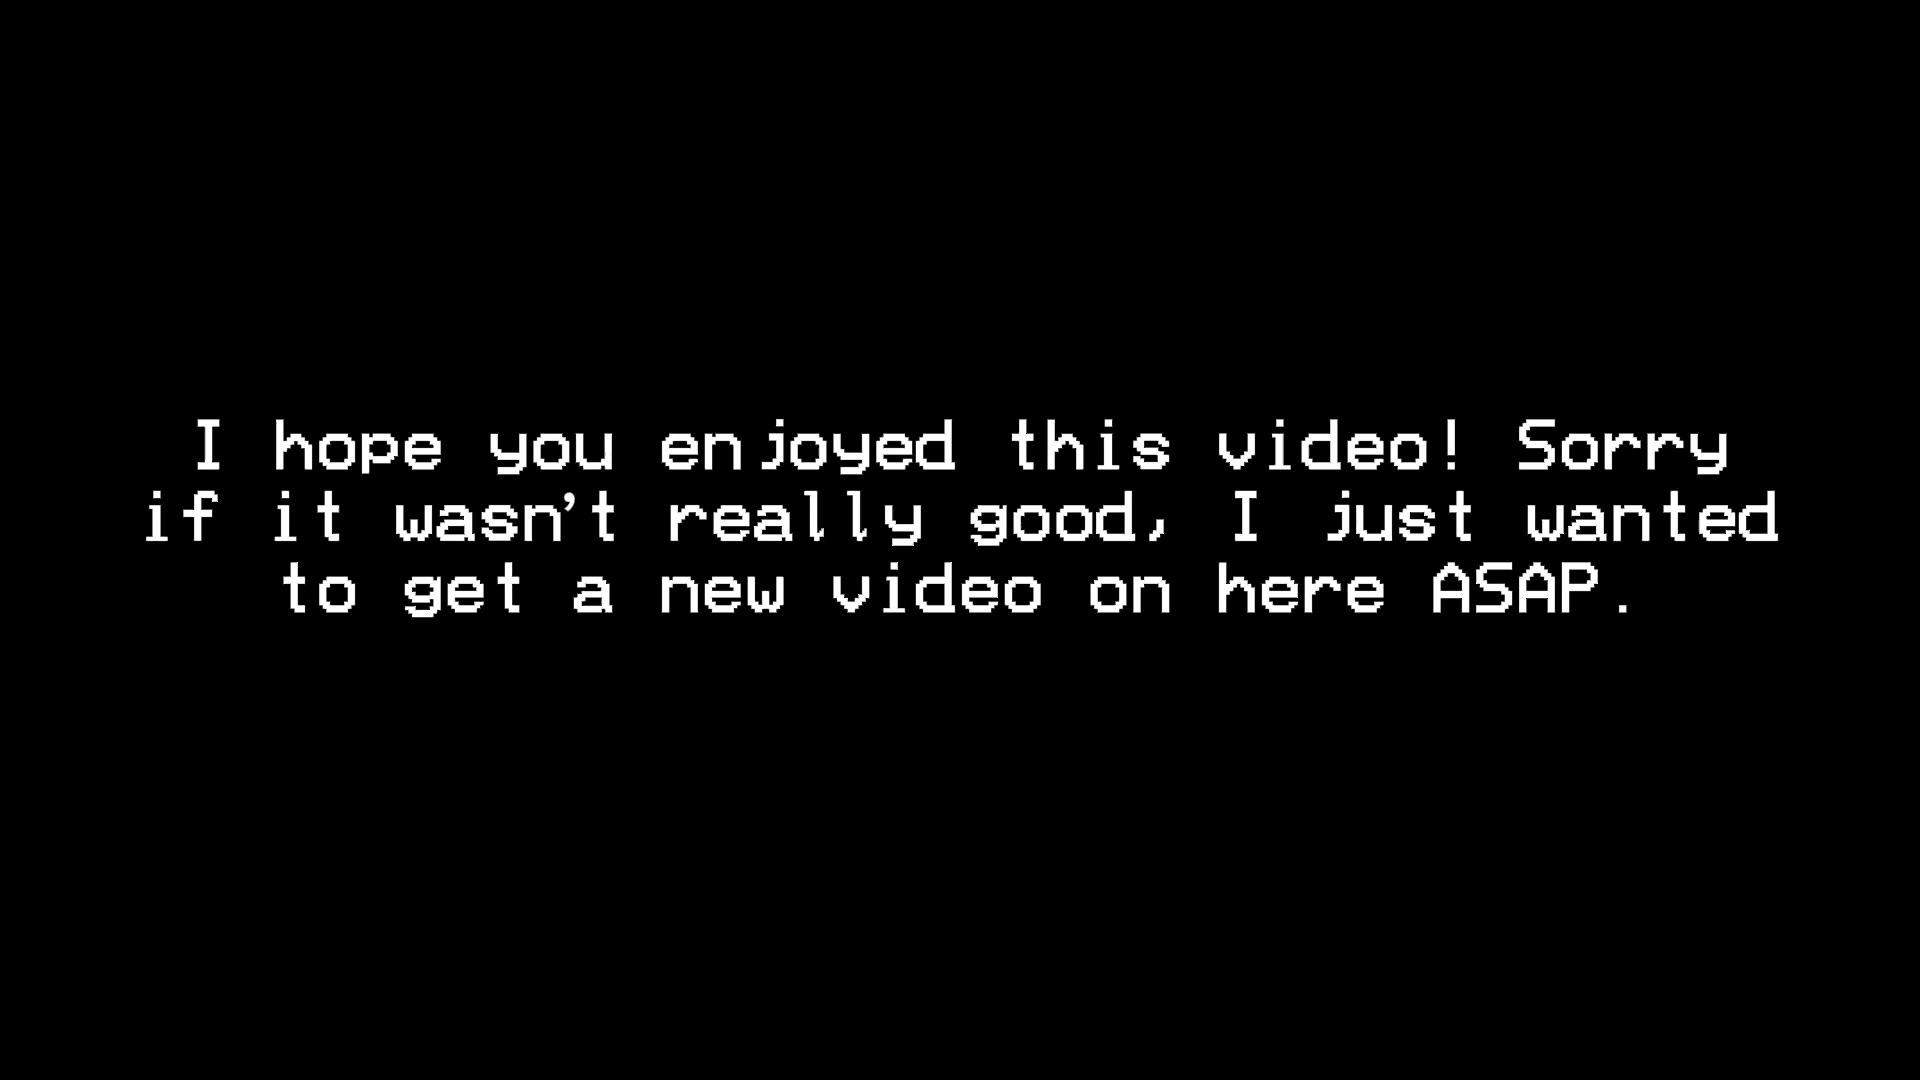 I hope you enjoyed this video! Sorry
if it wasn't really good, I just wanted
to get a new video on here ASAP.